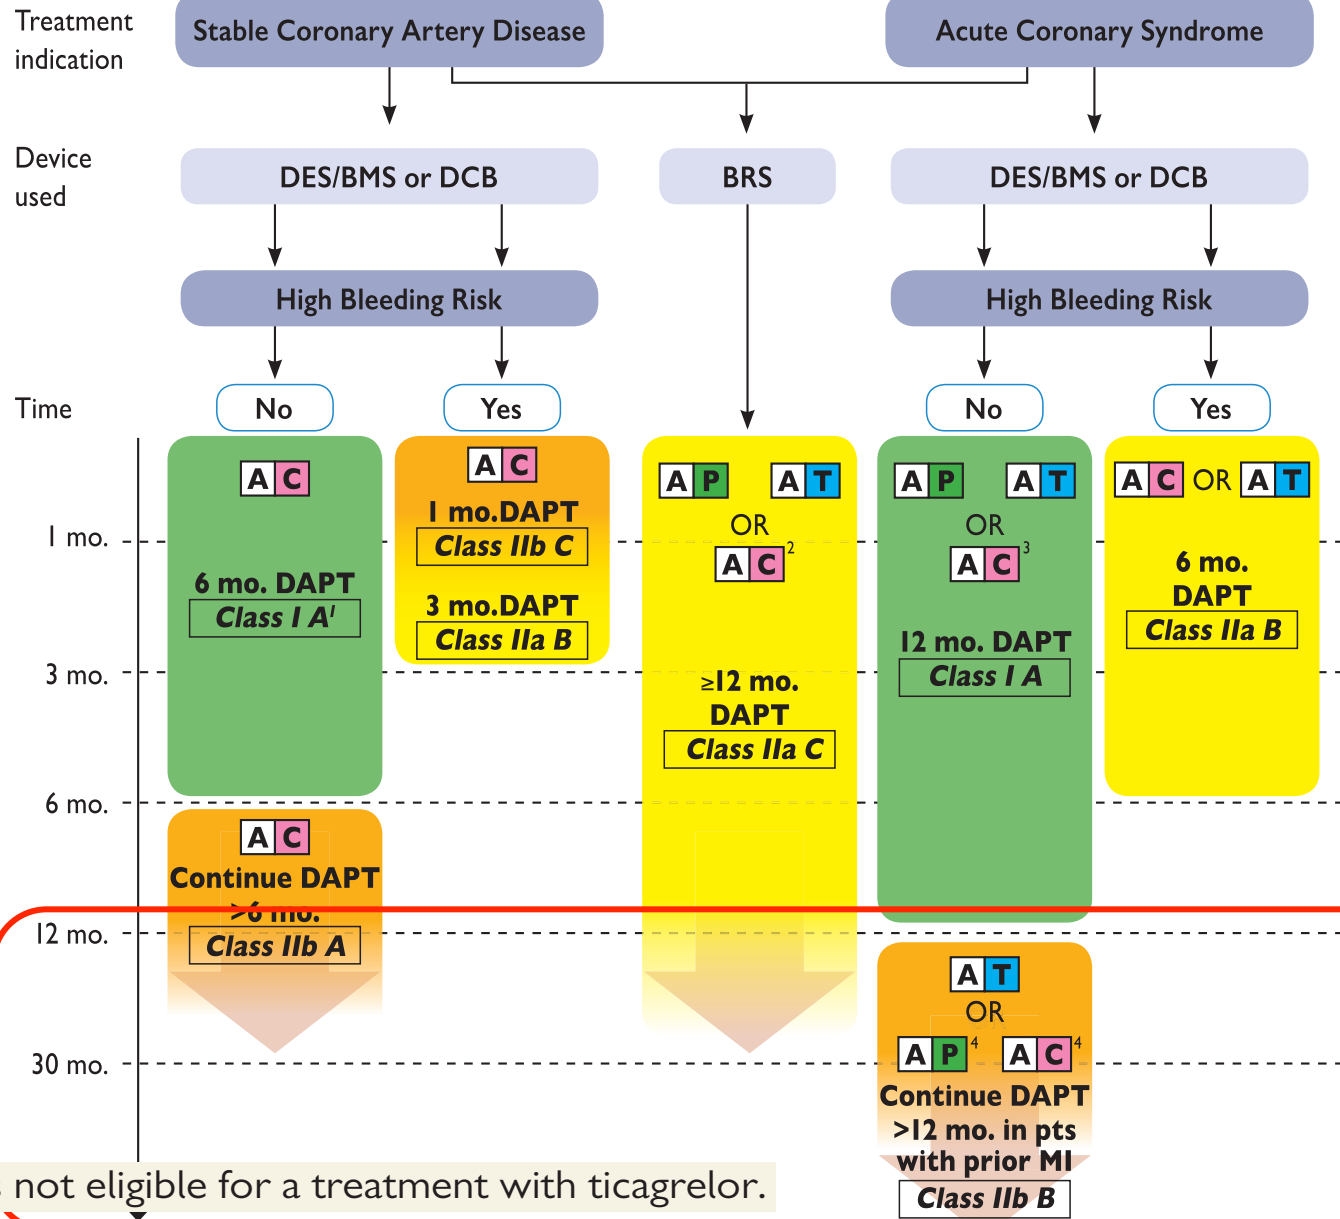 Treatment
indication
Stable Coronary Artery Disease
Acute Coronary Syndrome
Device
used
DES/BMS or DCB
BRS
DES/BMS or DCB
High Bleeding Risk
High Bleeding Risk
Time
No
Yes
No
Yes
1 mo.
3 mo.
6 mo.
12 mo.
30 mo.
A C
6 mo. DAPT
Class I A1
A C
Continue DAPT
>6 mo.
Class IIb A
A C
1 mo.DAPT
Class IIb C
3 mo.DAPT
Class IIa B
A P A T
OR
A C 2
≥12 mo.
DAPT
Class IIa C
A P A T
OR
A C 3
12 mo. DAPT
Class I A
A T
OR
A P 4 A C 4
Continue DAPT
>12 mo. in pts
with prior MI
Class IIb B
A C OR A T
6 mo.
DAPT
Class IIa B
not eligible for a treatment with ticagrelor.